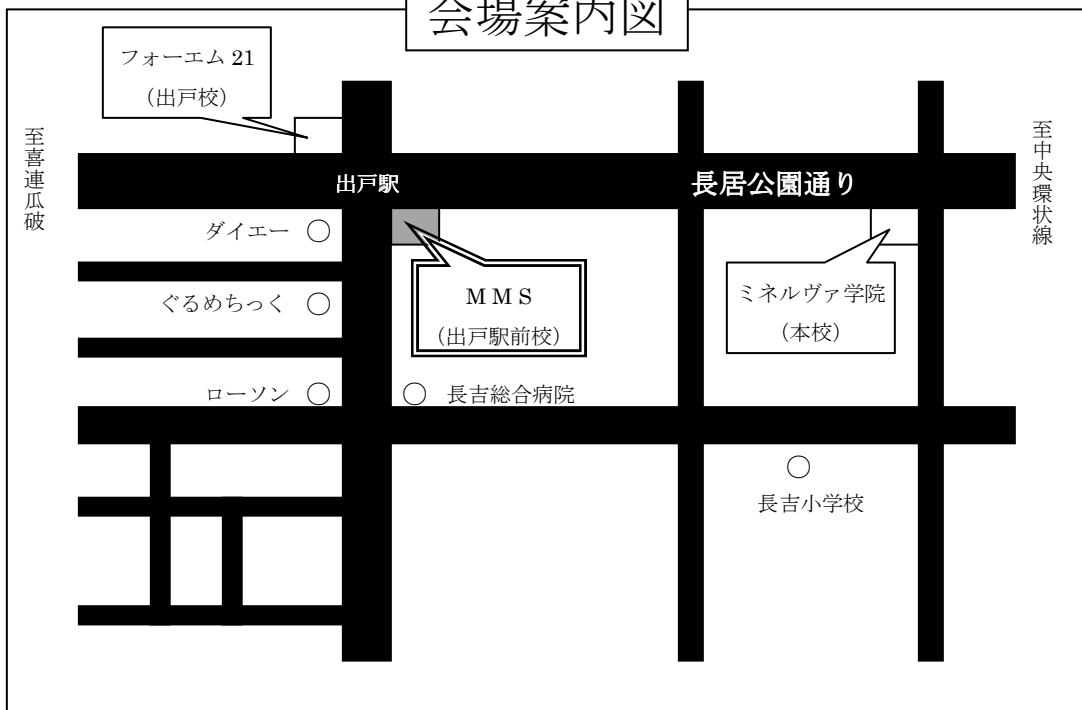 会場案内図
フォーエム 21
（出戸校）
至喜連瓜破
至中央環状線
出戸駅
長居公園通り
ダイエー ○
ＭＭＳ
（出戸駅前校）
ミネルヴァ学院
（本校）
ぐるめちっく ○
ローソン ○
○ 長吉総合病院
○
長吉小学校